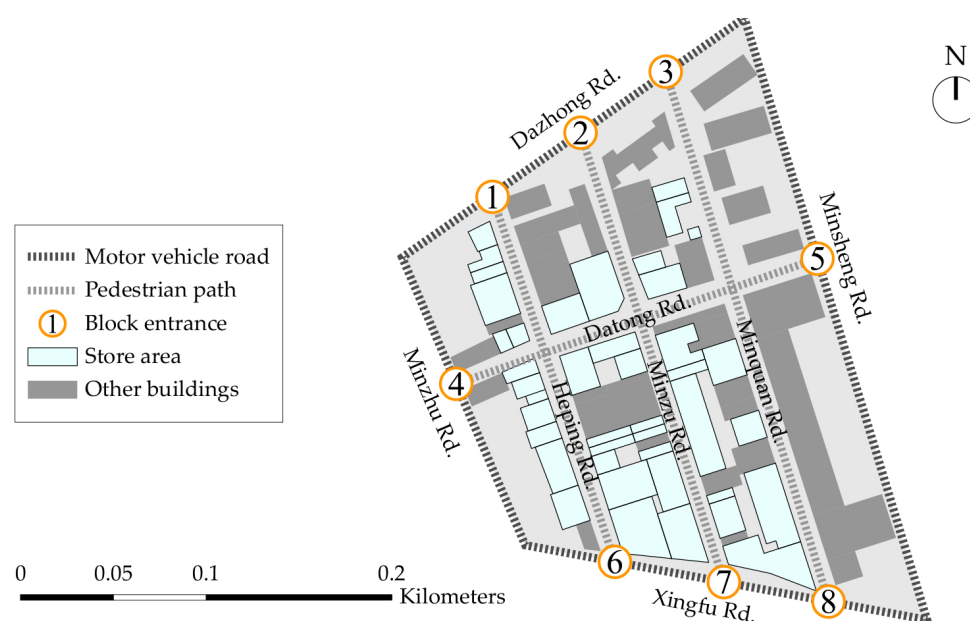 N
3
Dazhong Rd.
2
1
Motor vehicle road
Pedestrian path
1 Block entrance
Store area
Other buildings
Minsheng Rd.
5
Datong Rd.
Minzhu Rd.
4
Heping Rd.
Minzu Rd.
Minquan Rd.
6
7
8
Xingfu Rd.
0 0.05 0.1 0.2
Kilometers